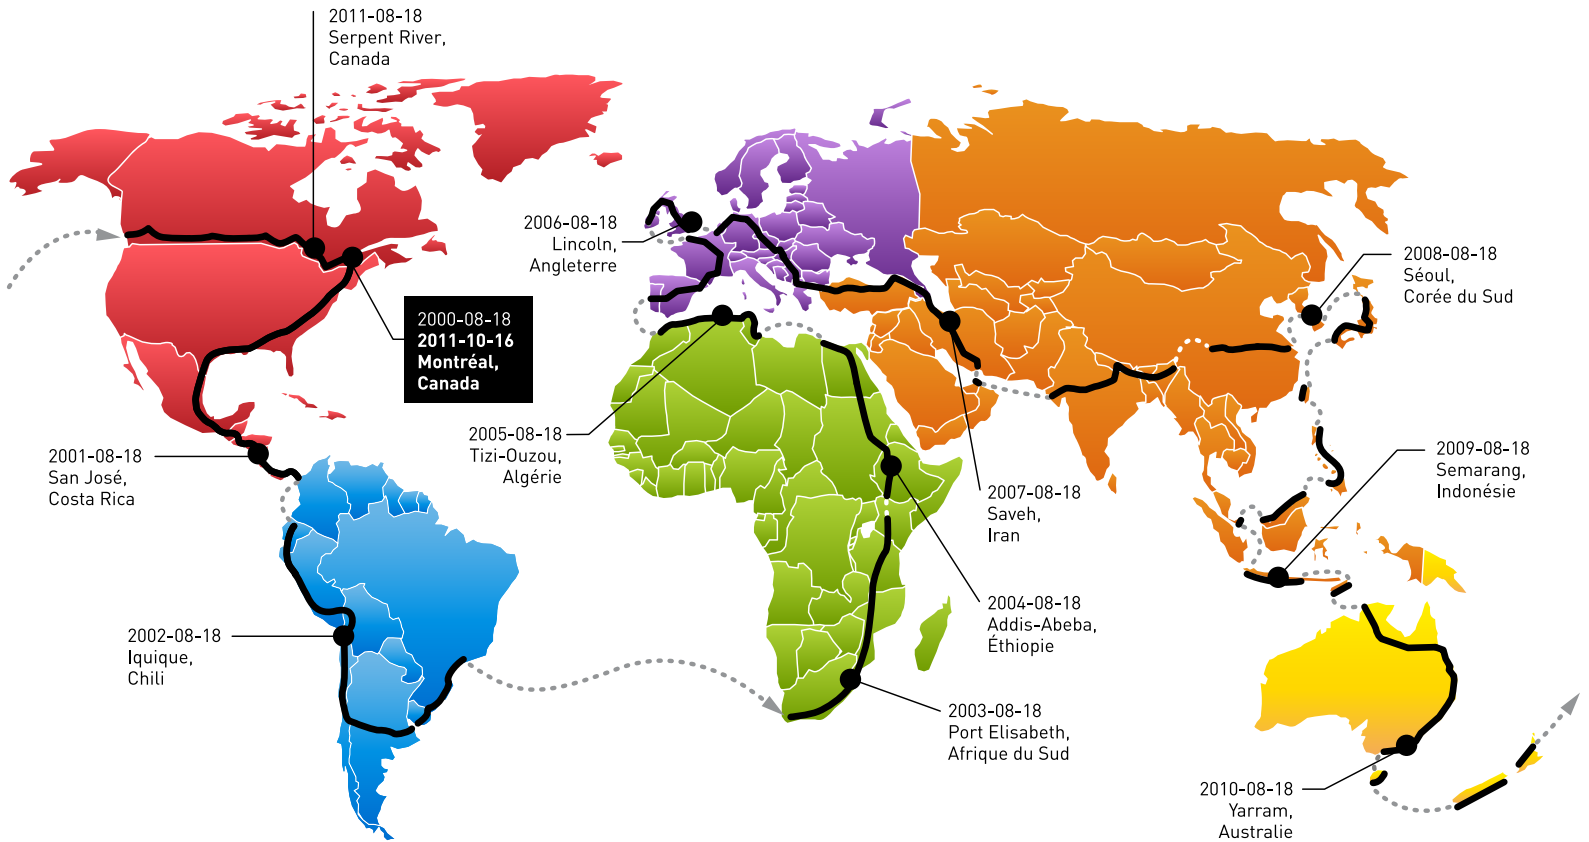 2011-08-18
Serpent River,
Canada
2006-08-18
Lincoln,
Angleterre
2008-08-18
Séoul,
Corée du Sud
2000-08-18
2011-10-16
Montréal,
Canada
2001-08-18
San José,
Costa Rica
2005-08-18
Tizi-Ouzou,
Algérie
2007-08-18
Saveh,
Iran
2009-08-18
Semarang,
Indonésie
2002-08-18
Iquique,
Chili
2004-08-18
Addis-Abeba,
Éthiopie
2003-08-18
Port Elisabeth,
Afrique du Sud
2010-08-18
Yarram,
Australie